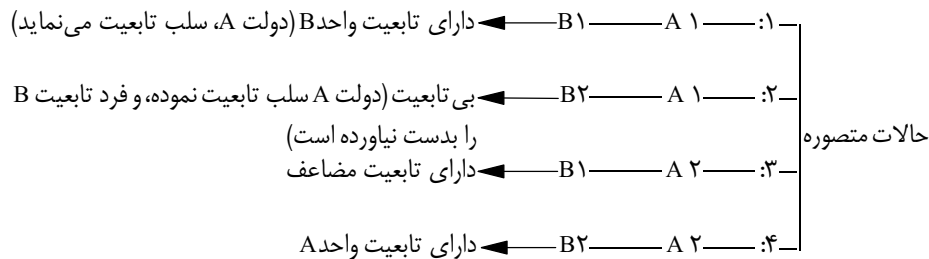 ۱: A ۱ B۱ دارای تابعیت واحد B (دولت A، سلب تابعیت می‌نماید)
۲: A ۱ B۲ بی تابعیت (دولت A سلب تابعیت نموده، و فرد تابعیت B
را بدست نیاورده است)
حالات متصوره
۳: A ۲ B۱ دارای تابعیت مضاعف
۴: A ۲ B۲ دارای تابعیت واحد A